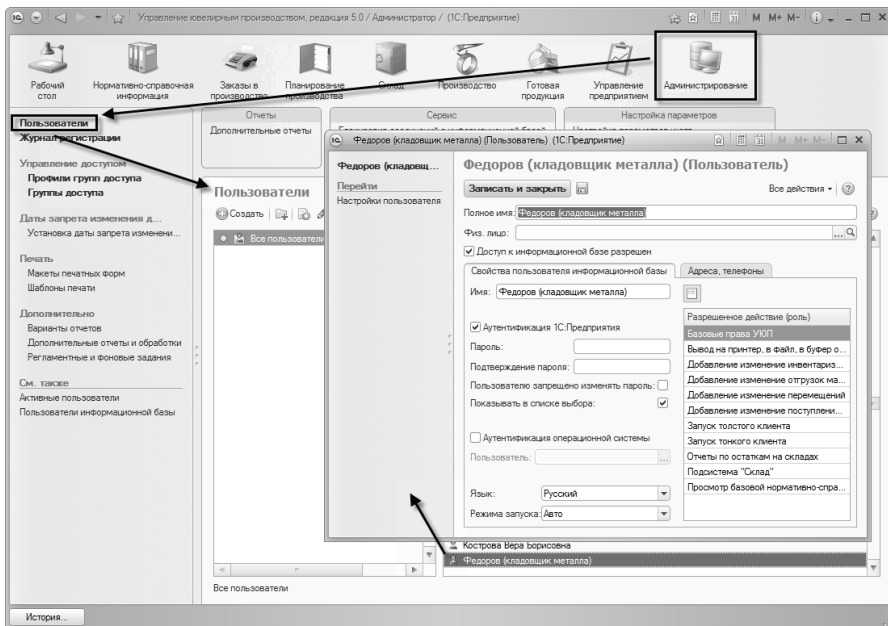 Управление ювелирным производством, редакция 5.0 / Администратор / (1С:Предприятие)
M M+ M-
Рабочий стол
Нормативно-справочная информация
Заказы в производство
Планирование производства
Склад
Производство
Готовая продукция
Управление предприятием
Администрирование
Пользователи
Журнал регистрации
Управление доступом
Профили групп доступа
Группы доступа
Даты запрета изменения д...
Установка даты запрета изменени...
Печать
Макеты печатных форм
Шаблоны печати
Дополнительно
Варианты отчетов
Дополнительные отчеты и обработки
Регламентные и фоновые задания
См. также
Активные пользователи
Пользователи информационной базы
Отчеты
Дополнительные отчеты
Сервис
Настройка параметров
Пользователи
Создать
Все пользователи
Федоров (кладовщик металла) (Пользователь) (1С:Предприятие)
M M+ M-
Федоров (кладовщ...
Перейти
Настройки пользователя
Федоров (кладовщик металла) (Пользователь)
Записать и закрыть
Все действия
Полное имя: Федоров (кладовщик металла)
Физ. лицо:
Доступ к информационной базе разрешен
Свойства пользователя информационной базы
Адреса, телефоны
Имя: Федоров (кладовщик металла)
Аутентификация 1С:Предприятия
Пароль:
Подтверждение пароля:
Пользователю запрещено изменять пароль:
Показывать в списке выбора:
Аутентификация операционной системы
Пользователь:
Язык: Русский
Режима запуска: Авто
Разрешенное действие (роль)
Базовые права УЮП
Вывод на принтер, в файл, в буфер о...
Добавление изменение инвентариз...
Добавление изменение отгрузок ма...
Добавление изменение перемещений
Добавление изменение поступлени...
Запуск толстого клиента
Запуск тонкого клиента
Отчеты по остаткам на складах
Подсистема "Склад"
Просмотр базовой нормативно-спра...
Кострова Вера Борисовна
Федоров (кладовщик металла)
Все пользователи
История...